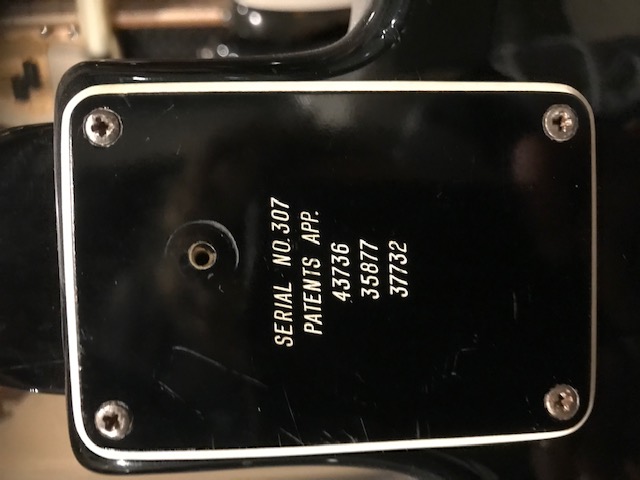 SERIAL NO. 307
PATENTS APP.
43736
35877
37732